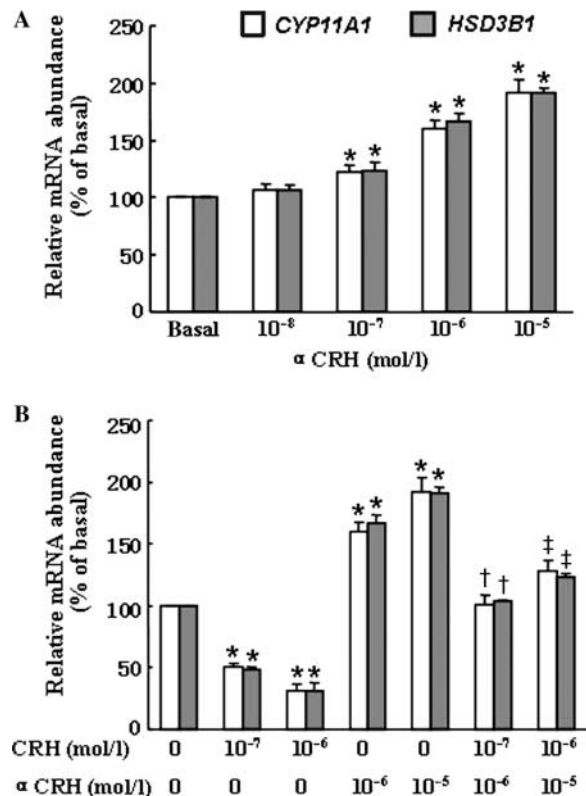 A
CYP11A1 HSD3B1
Relative mRNA abundance
(% of basal)
250
200
150
100
50
0
* * * * * *
Basal 10⁻⁸ 10⁻⁷ 10⁻⁶ 10⁻⁵
α CRH (mol/l)
B
Relative mRNA abundance
(% of basal)
250
200
150
100
50
0
* * * * * * * * † † ‡ ‡
CRH (mol/l) 0 10⁻⁷ 10⁻⁶ 0 0 10⁻⁷ 10⁻⁶
α CRH (mol/l) 0 0 0 10⁻⁶ 10⁻⁵ 10⁻⁶ 10⁻⁵